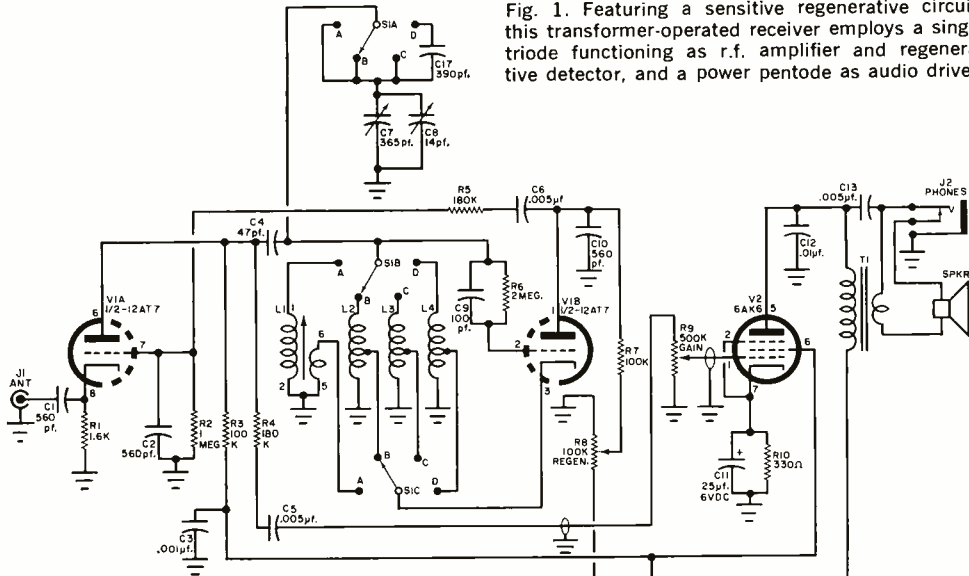 Fig. 1. Featuring a sensitive regenerative circui
this transformer-operated receiver employs a sing
triode functioning as r.f. amplifier and regenera
tive detector, and a power pentode as audio drive
S1A
A
D
B
C
C17
390pf.
C7
365pf.
C8
14pf.
R5
180K
C6
.005µf
C13
.005µf.
J2
PHONES
C4
47pf.
S1B
A
D
B
C
C10
560
pf.
C12
.01µf.
T1
SPKR
V1A
1/2-12AT7
6
7
8
L1
1
6
2
5
L2
L3
L4
C9
100
pf.
R6
2MEG.
V1B
1/2-12AT7
1
2
3
R7
100K
R9
500K
GAIN
V2
6AK6
5
2
1
6
7
J1
ANT
C1
560
pf.
R1
1.6K
C2
560pf.
R2
1
MEG
R3
100
K
R4
180
K
B
C
A
D
S1C
R8
100K
REGEN.
C11
25µf.
6VDC
+
R10
330Ω
C3
.001µf.
C5
.005µf.